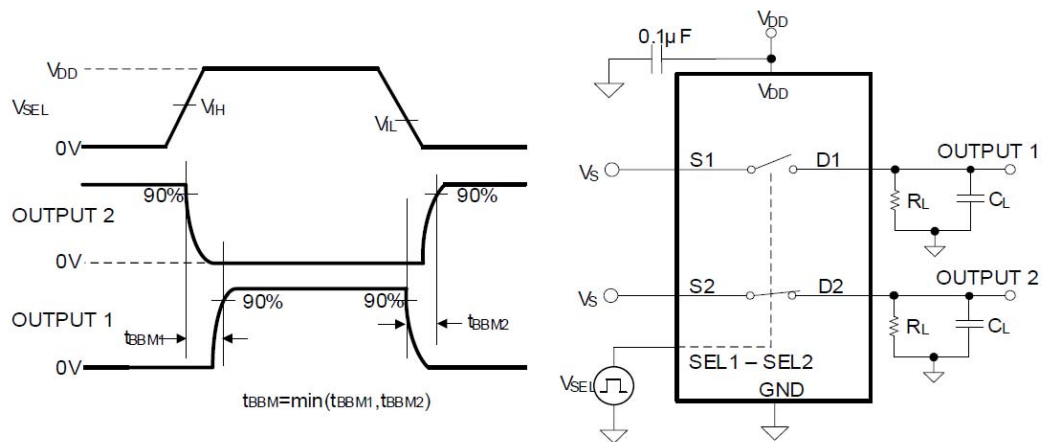 VDD
VSEL
VIH
VIL
0V
90%
90%
OUTPUT 2
0V
90%
90%
OUTPUT 1
tBBM1
tBBM2
0V
tBBM=min(tBBM1,tBBM2)
VDD
0.1µF
VDD
VS
S1
D1
OUTPUT 1
RL
CL
VS
S2
D2
OUTPUT 2
RL
CL
VSEL
SEL1 – SEL2
GND